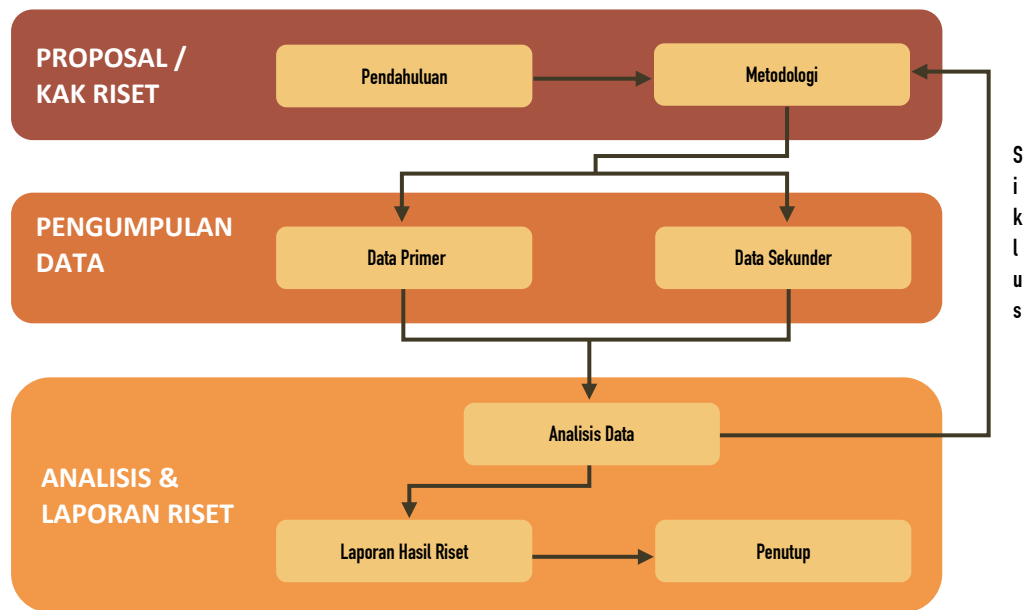 PROPOSAL /
KAK RISET
Pendahuluan
Metodologi
PENGUMPULAN
DATA
Data Primer
Data Sekunder
ANALISIS &
LAPORAN RISET
Analisis Data
Laporan Hasil Riset
Penutup
S
i
k
l
u
s